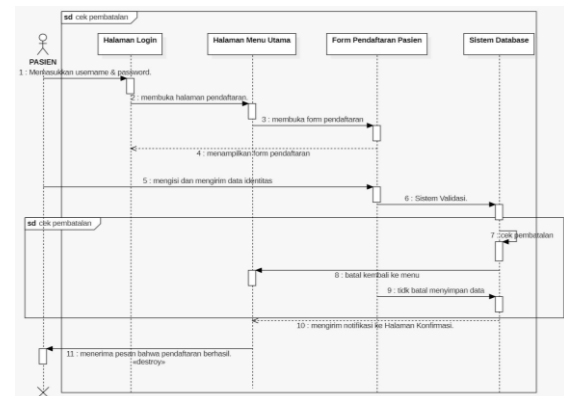 sd cek pembatalan
Halaman Login
Halaman Menu Utama
Form Pendaftaran Pasien
Sistem Database
PASIEN
1 : Memasukkan username & password.
2 : membuka halaman pendaftaran.
3 : membuka form pendaftaran
4 : menampilkan form pendaftaran
5 : mengisi dan mengirim data identitas
6 : Sistem Validasi.
sd cek pembatalan
7 : cek pembatalan
8 : batal kembali ke menu
9 : tidk batal menyimpan data
10 : mengirim notifikasi ke Halaman Konfirmasi.
11 : menerima pesan bahwa pendaftaran berhasil.
«destroy»